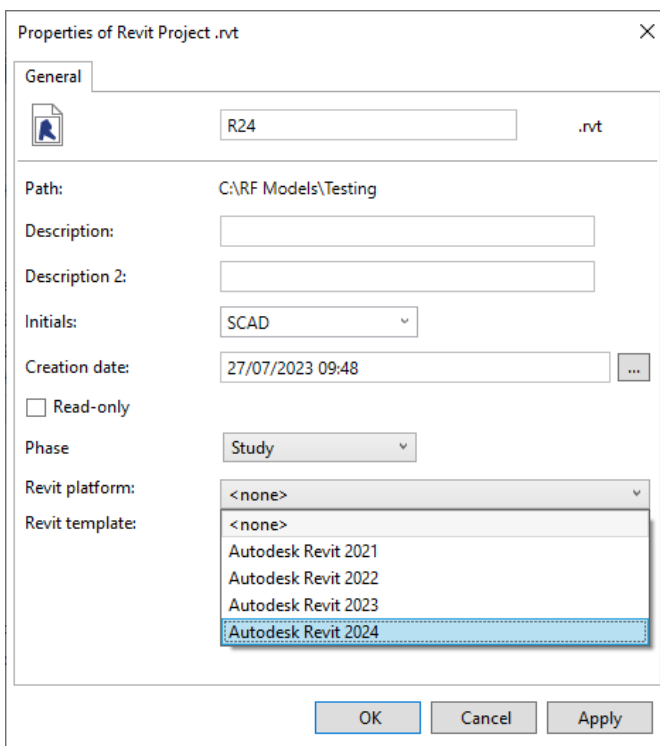 Properties of Revit Project .rvt
General
R24 .rvt
Path: C:\RF Models\Testing
Description:
Description 2:
Initials: SCAD
Creation date: 27/07/2023 09:48 ...
Read-only
Phase Study
Revit platform: <none>
Revit template: <none>
Autodesk Revit 2021
Autodesk Revit 2022
Autodesk Revit 2023
Autodesk Revit 2024
OK Cancel Apply